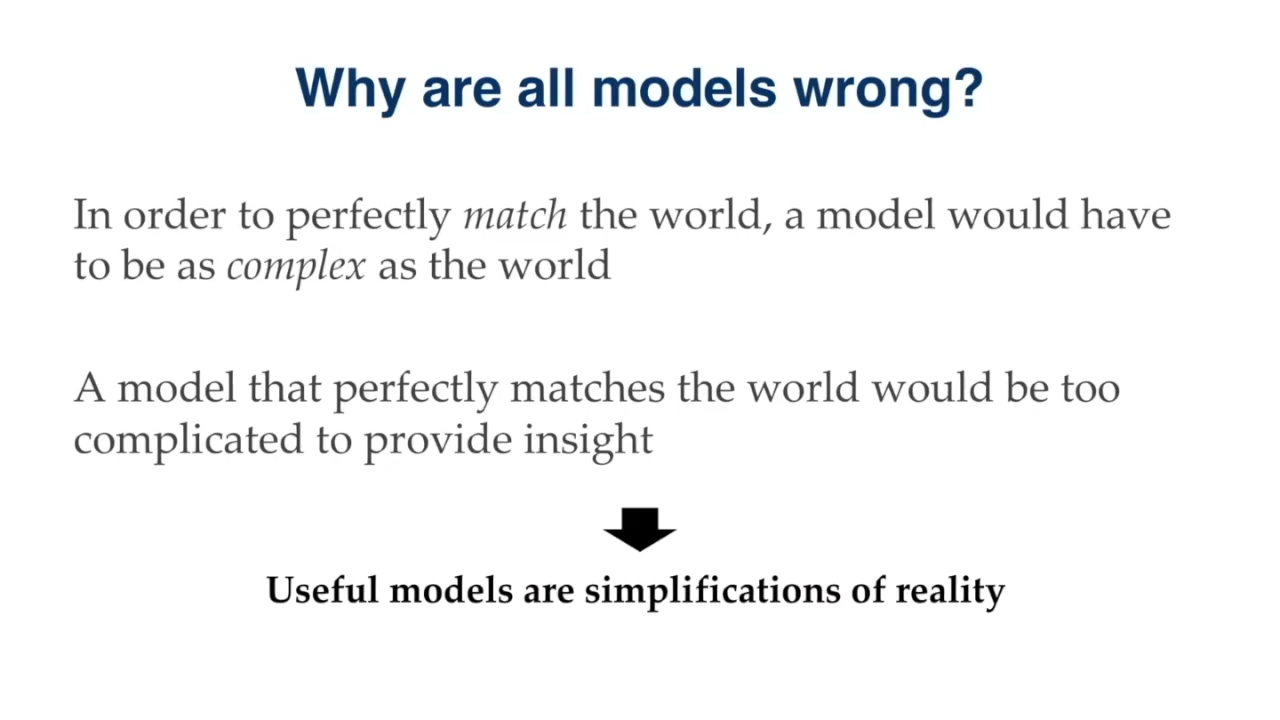 Why are all models wrong?
In order to perfectly match the world, a model would have
to be as complex as the world
A model that perfectly matches the world would be too
complicated to provide insight
Useful models are simplifications of reality